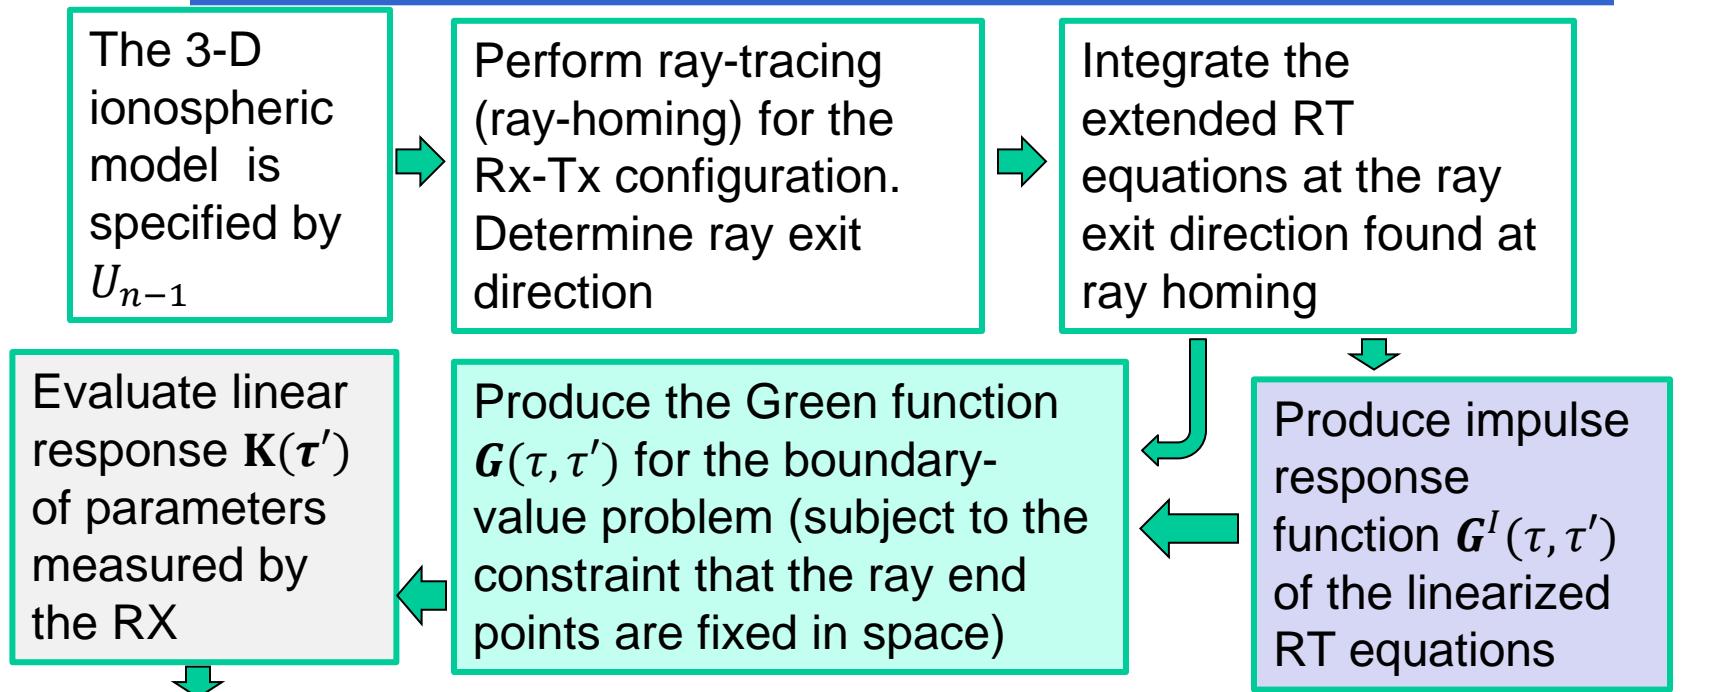 The 3-D
ionospheric
model is
specified by
𝑈ₙ₋₁
Perform ray-tracing
(ray-homing) for the
Rx-Tx configuration.
Determine ray exit
direction
Integrate the
extended RT
equations at the ray
exit direction found at
ray homing
Produce impulse
response
function 𝑮ᴵ(𝜏, 𝜏′)
of the linearized
RT equations
Produce the Green function
𝑮(𝜏, 𝜏′) for the boundary-
value problem (subject to the
constraint that the ray end
points are fixed in space)
Evaluate linear
response 𝐊(𝝉′)
of parameters
measured by
the RX